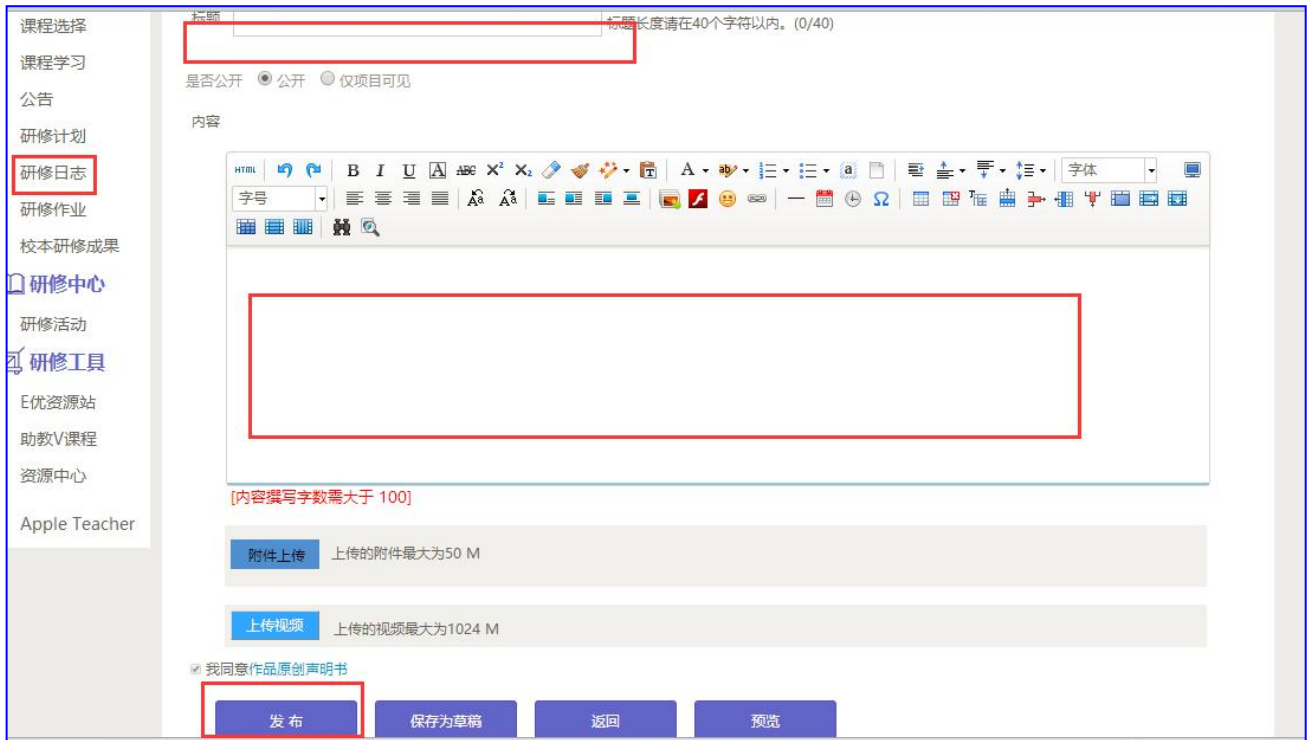 课程选择
课程学习
公告
研修计划
研修日志
研修作业
校本研修成果
研修中心
研修活动
研修工具
E优资源站
助教V课程
资源中心
Apple Teacher
标题
标题长度请在40个字符以内。(0/40)
是否公开 公开 仅项目可见
内容
HTML B I U A ABC X² X₂ T A ab a 字体
字号 Ω
[内容撰写字数需大于 100]
附件上传 上传的附件最大为50 M
上传视频 上传的视频最大为1024 M
我同意作品原创声明书
发 布 保存为草稿 返回 预览